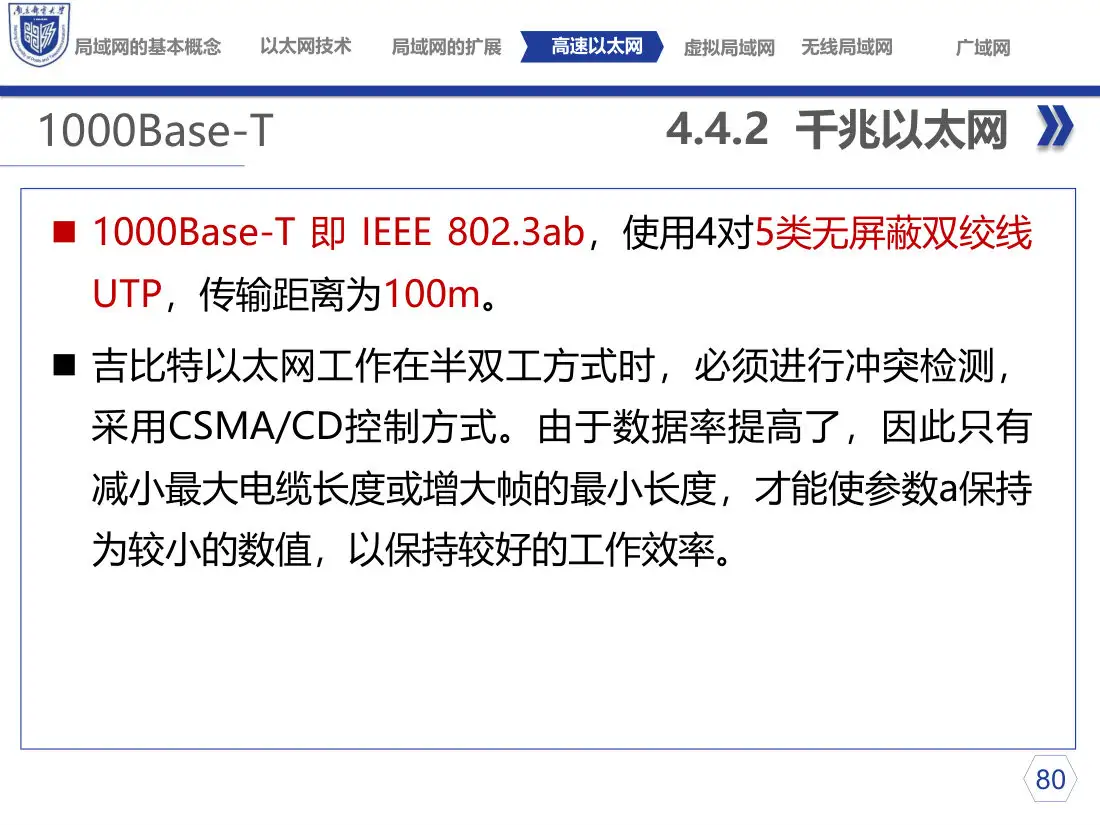 南京邮电大学
局域网的基本概念 以太网技术 局域网的扩展 高速以太网 虚拟局域网 无线局域网 广域网
1000Base-T
4.4.2 千兆以太网
1000Base-T 即 IEEE 802.3ab，使用4对5类无屏蔽双绞线
UTP，传输距离为100m。
吉比特以太网工作在半双工方式时，必须进行冲突检测，
采用CSMA/CD控制方式。由于数据率提高了，因此只有
减小最大电缆长度或增大帧的最小长度，才能使参数a保持
为较小的数值，以保持较好的工作效率。
80